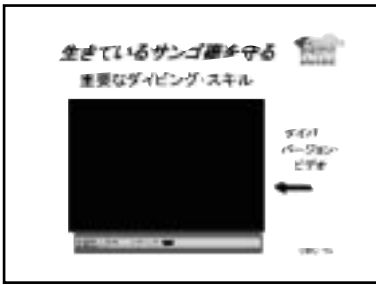 生きているサンゴ礁を守る
重要なダイビング・スキル
ダイバ
バージョン・
ビデオ